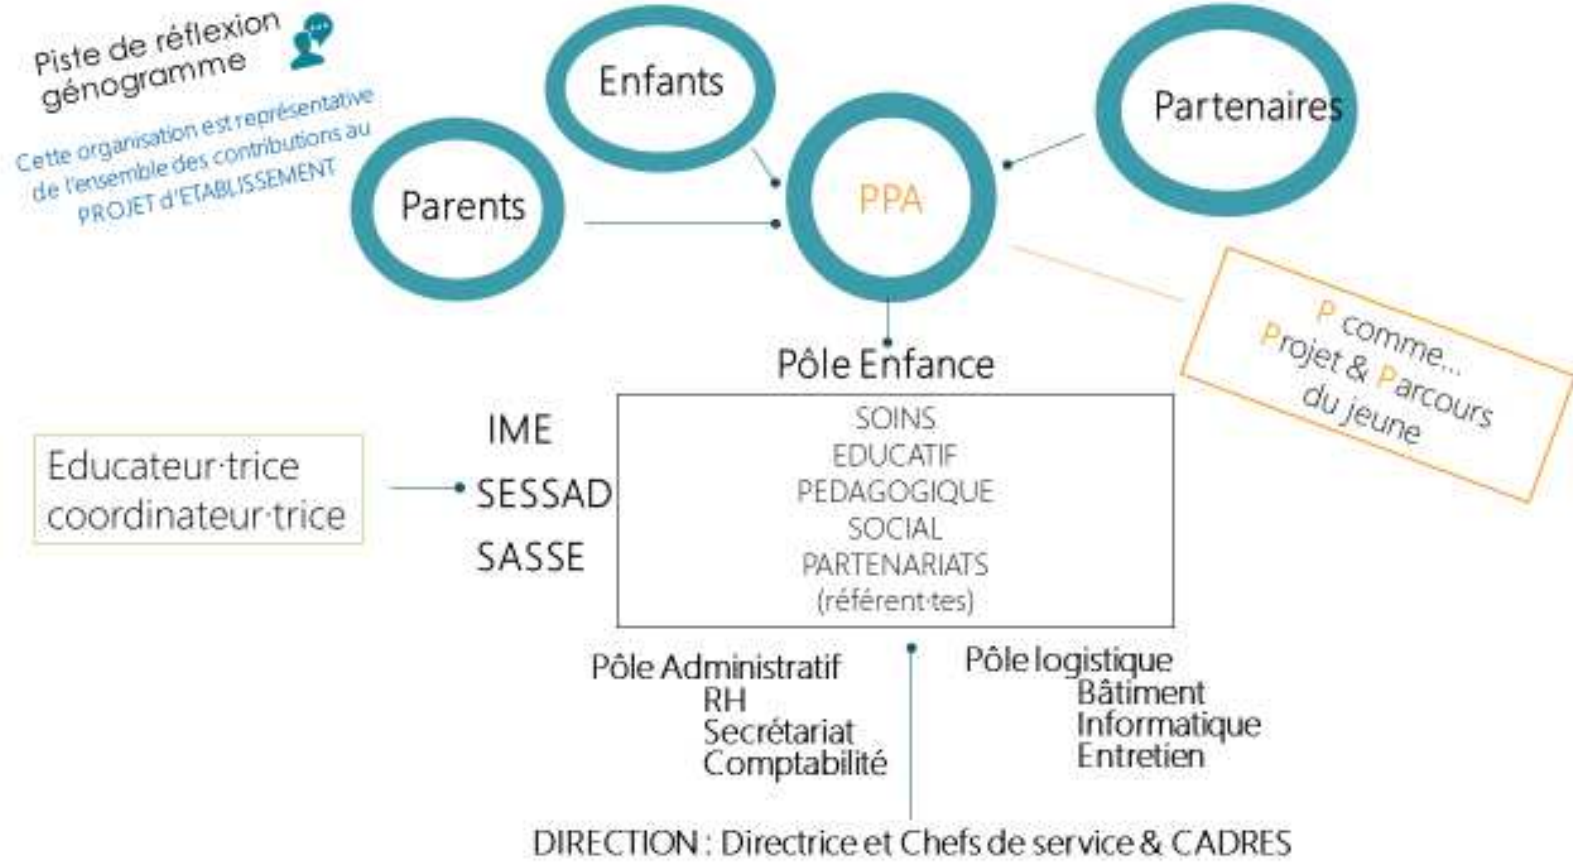 Piste de réflexion
génogramme
Cette organisation est représentative
de l'ensemble des contributions au
PROJET d'ETABLISSEMENT
Enfants
Partenaires
Parents
PPA
P comme...
Projet & Parcours
du jeune
Pôle Enfance
IME
SESSAD
SASSE
Educateur·trice
coordinateur·trice
SOINS
EDUCATIF
PEDAGOGIQUE
SOCIAL
PARTENARIATS
(référent·tes)
Pôle Administratif
RH
Secrétariat
Comptabilité
Pôle logistique
Bâtiment
Informatique
Entretien
DIRECTION : Directrice et Chefs de service & CADRES